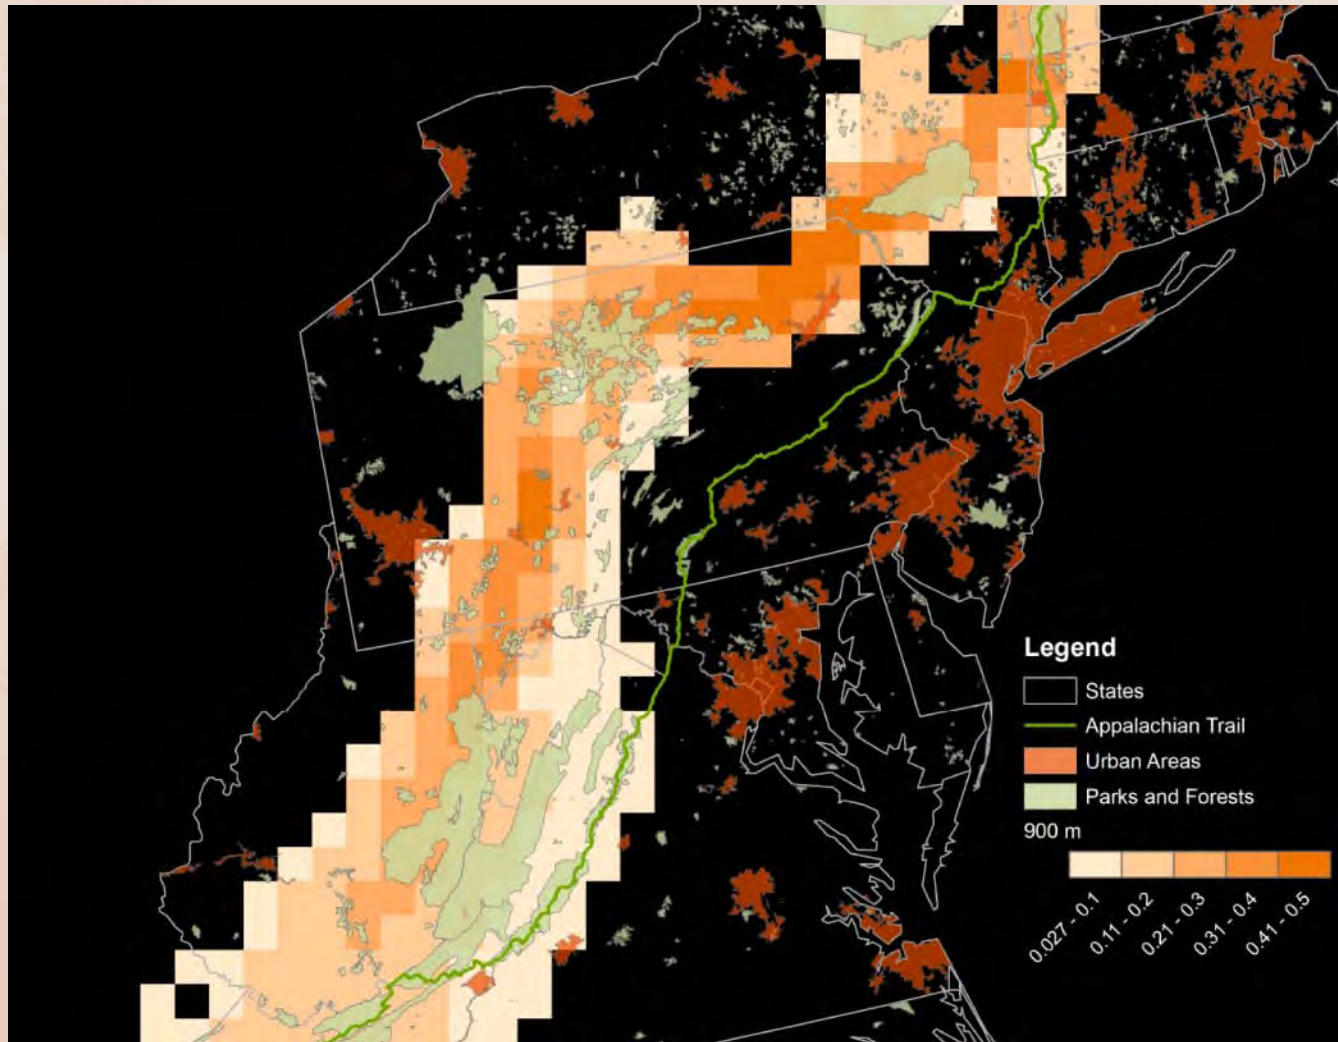 Legend
States
Appalachian Trail
Urban Areas
Parks and Forests
900 m
0.027 - 0.1
0.11 - 0.2
0.21 - 0.3
0.31 - 0.4
0.41 - 0.5